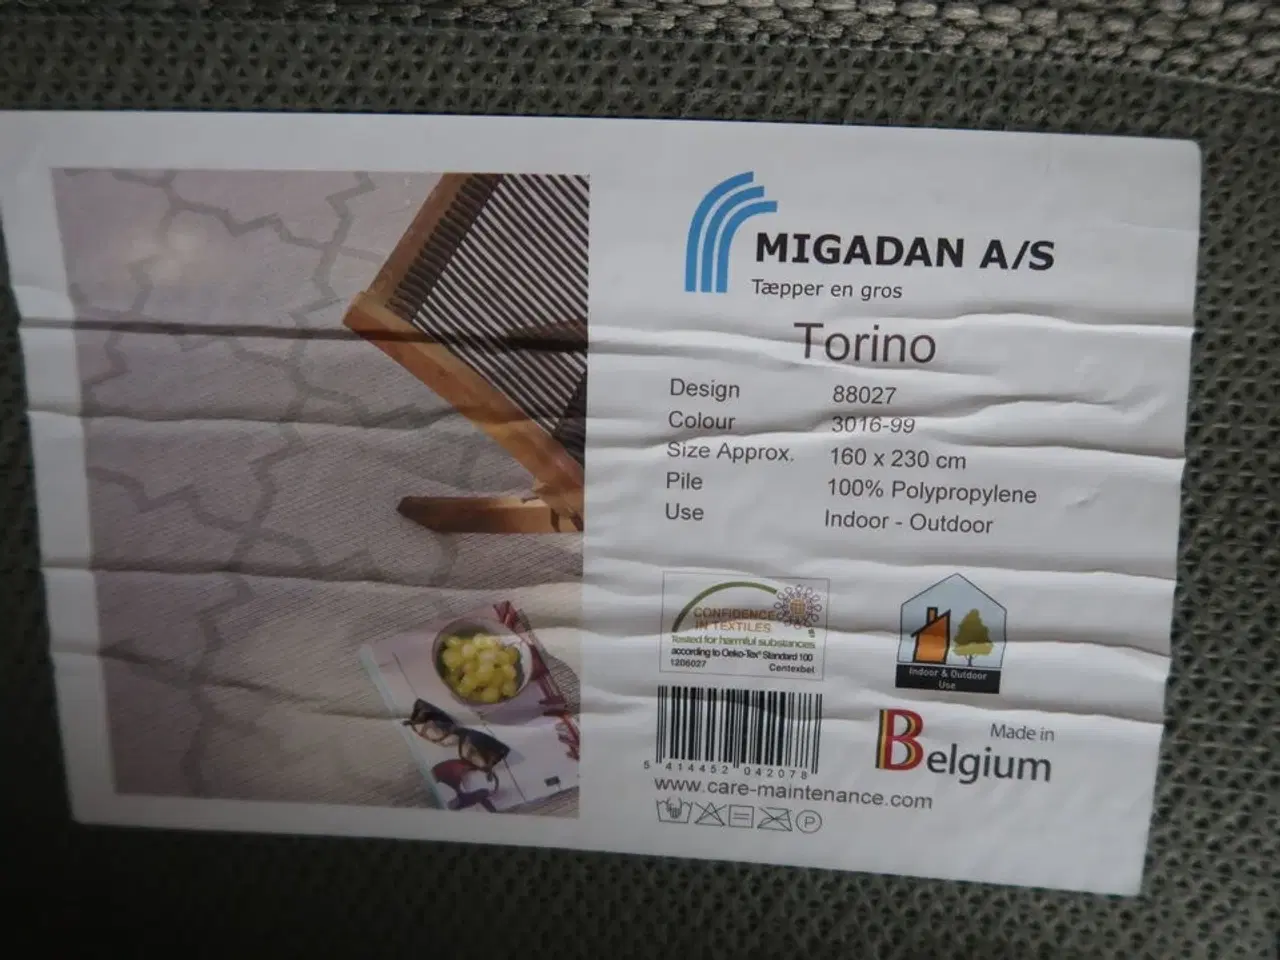 MIGADAN A/S
Tæpper en gros
Torino
Design 88027
Colour 3016-99
Size Approx. 160 x 230 cm
Pile 100% Polypropylene
Use Indoor - Outdoor
CONFIDENCE
IN TEXTILES
Tested for harmful substances
according to Oeko-Tex® Standard 100
1206027 Centexbel
Indoor & Outdoor
Use
5 414452 042078
Made in
Belgium
www.care-maintenance.com
P